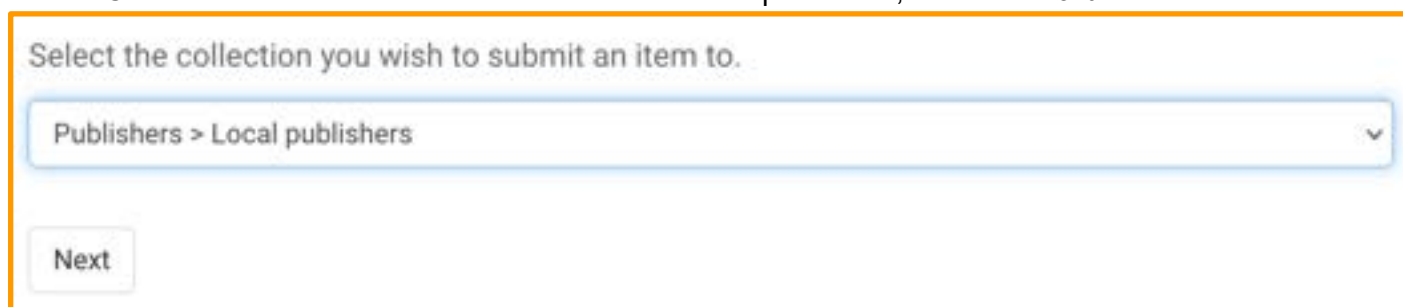 Select the collection you wish to submit an item to.
Publishers > Local publishers
Next